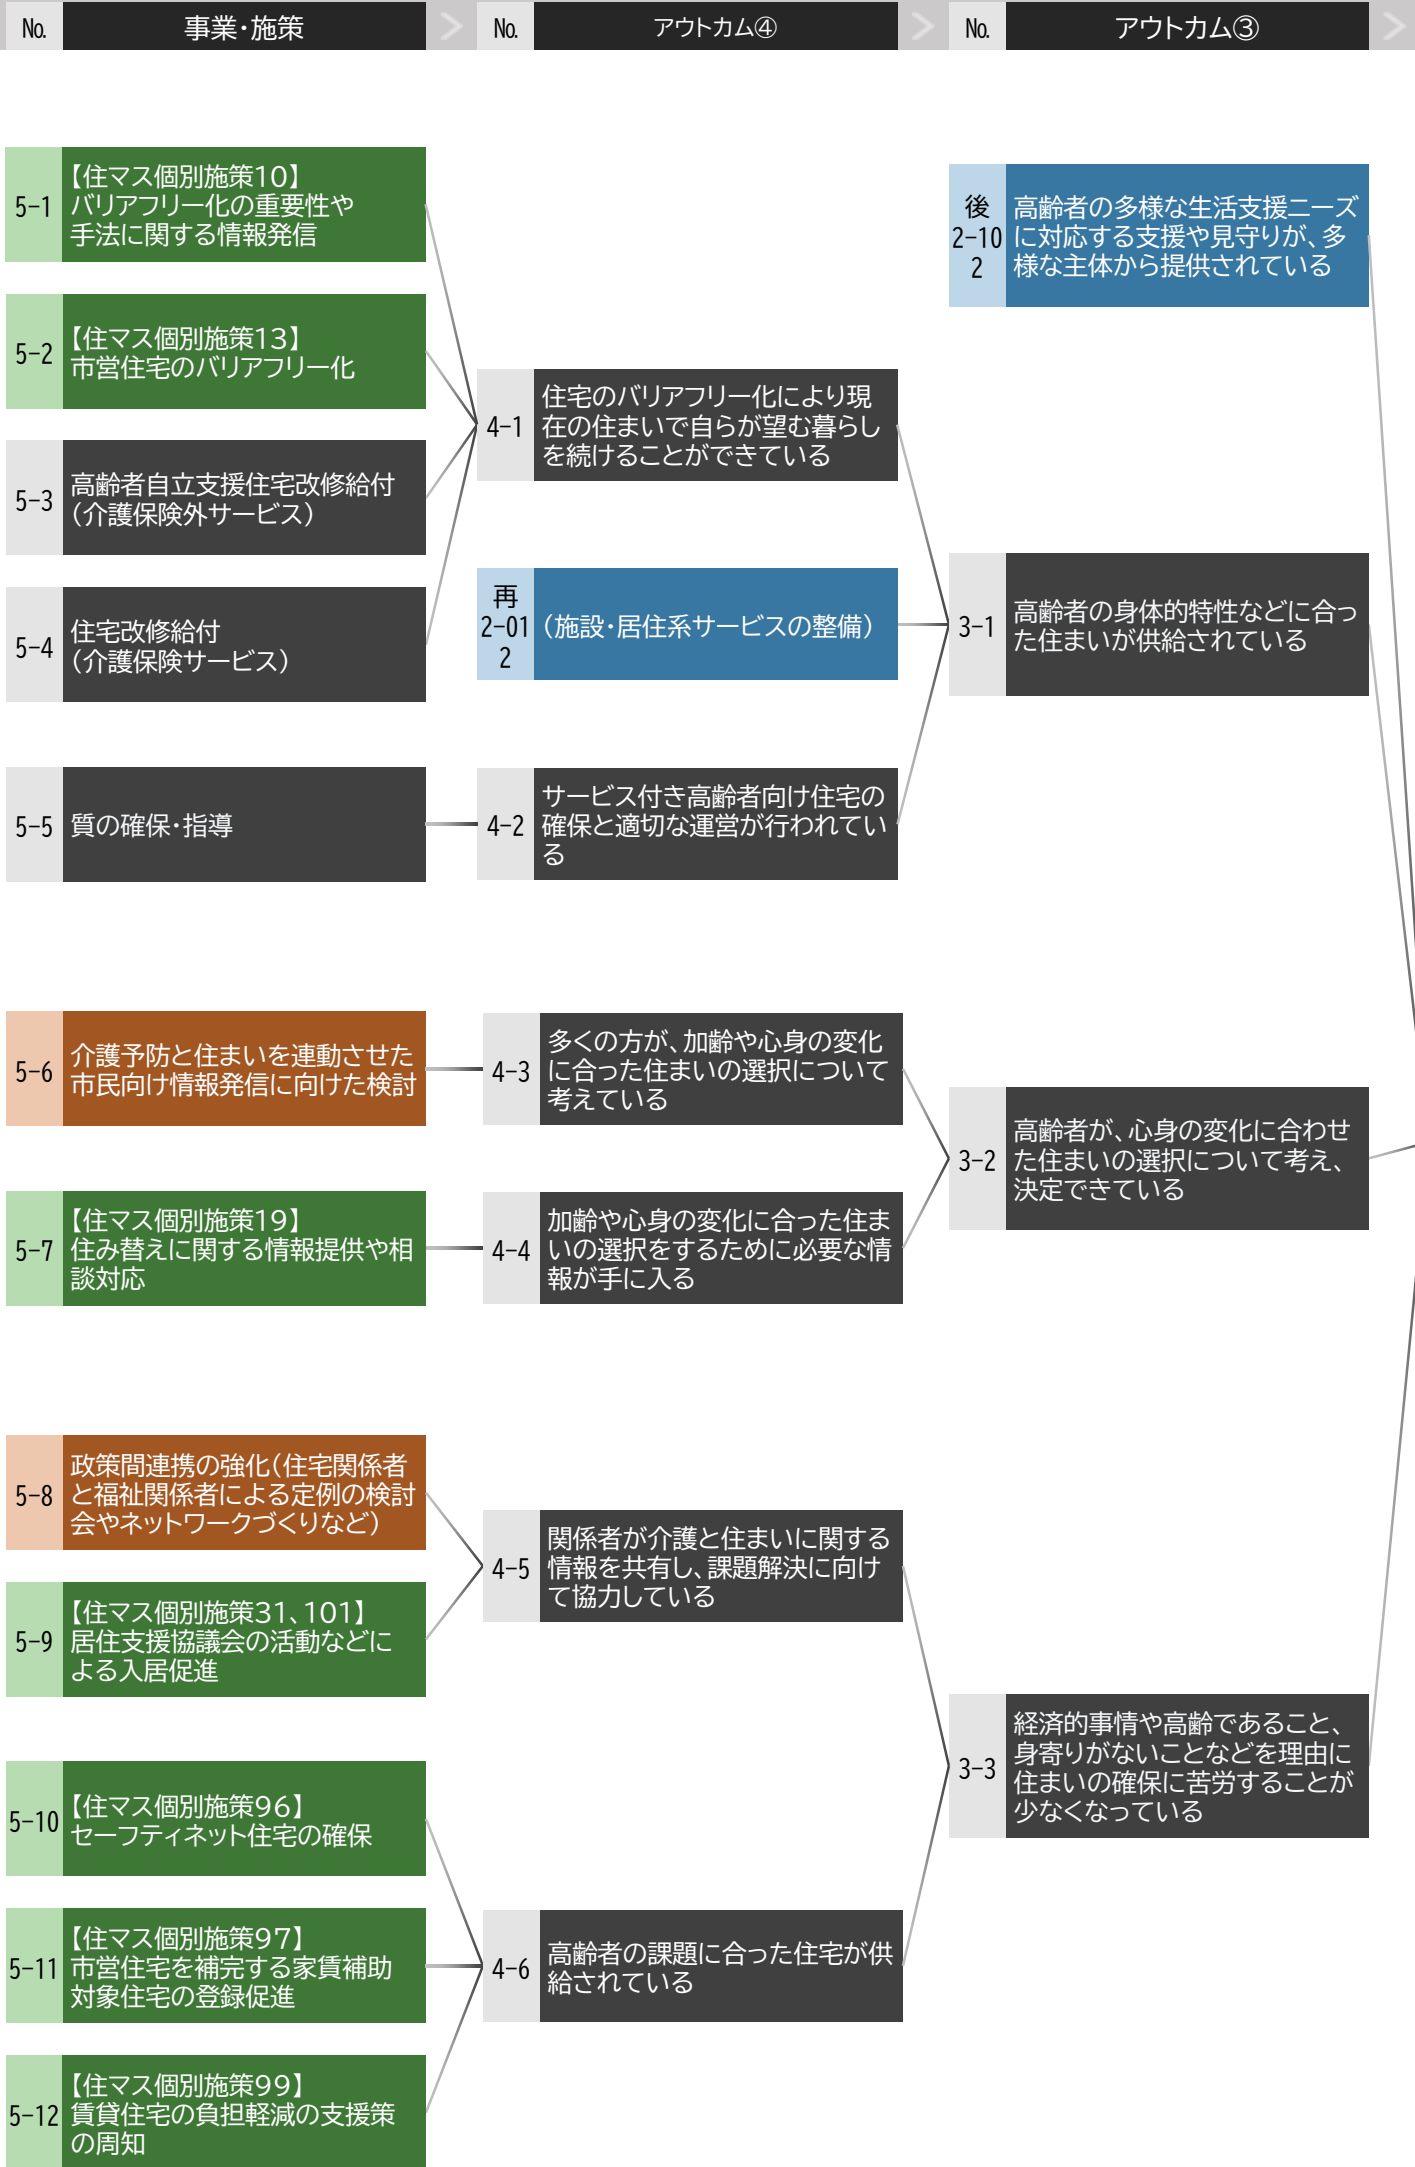 No.
事業・施策
No.
アウトカム④
No.
アウトカム③
5-1
【住マス個別施策10】
バリアフリー化の重要性や
手法に関する情報発信
5-2
【住マス個別施策13】
市営住宅のバリアフリー化
5-3
高齢者自立支援住宅改修給付
（介護保険外サービス）
5-4
住宅改修給付
（介護保険サービス）
5-5
質の確保・指導
5-6
介護予防と住まいを連動させた
市民向け情報発信に向けた検討
5-7
【住マス個別施策19】
住み替えに関する情報提供や相
談対応
5-8
政策間連携の強化（住宅関係者
と福祉関係者による定例の検討
会やネットワークづくりなど）
5-9
【住マス個別施策31、101】
居住支援協議会の活動などに
よる入居促進
5-10
【住マス個別施策96】
セーフティネット住宅の確保
5-11
【住マス個別施策97】
市営住宅を補完する家賃補助
対象住宅の登録促進
5-12
【住マス個別施策99】
賃貸住宅の負担軽減の支援策
の周知
4-1
住宅のバリアフリー化により現
在の住まいで自らが望む暮らし
を続けることができている
再
2-01
2
（施設・居住系サービスの整備）
4-2
サービス付き高齢者向け住宅の
確保と適切な運営が行われてい
る
4-3
多くの方が、加齢や心身の変化
に合った住まいの選択について
考えている
4-4
加齢や心身の変化に合った住ま
いの選択をするために必要な情
報が手に入る
4-5
関係者が介護と住まいに関する
情報を共有し、課題解決に向け
て協力している
4-6
高齢者の課題に合った住宅が供
給されている
後
2-10
2
高齢者の多様な生活支援ニーズ
に対応する支援や見守りが、多
様な主体から提供されている
3-1
高齢者の身体的特性などに合っ
た住まいが供給されている
3-2
高齢者が、心身の変化に合わせ
た住まいの選択について考え、
決定できている
3-3
経済的事情や高齢であること、
身寄りがないことなどを理由に
住まいの確保に苦労することが
少なくなっている